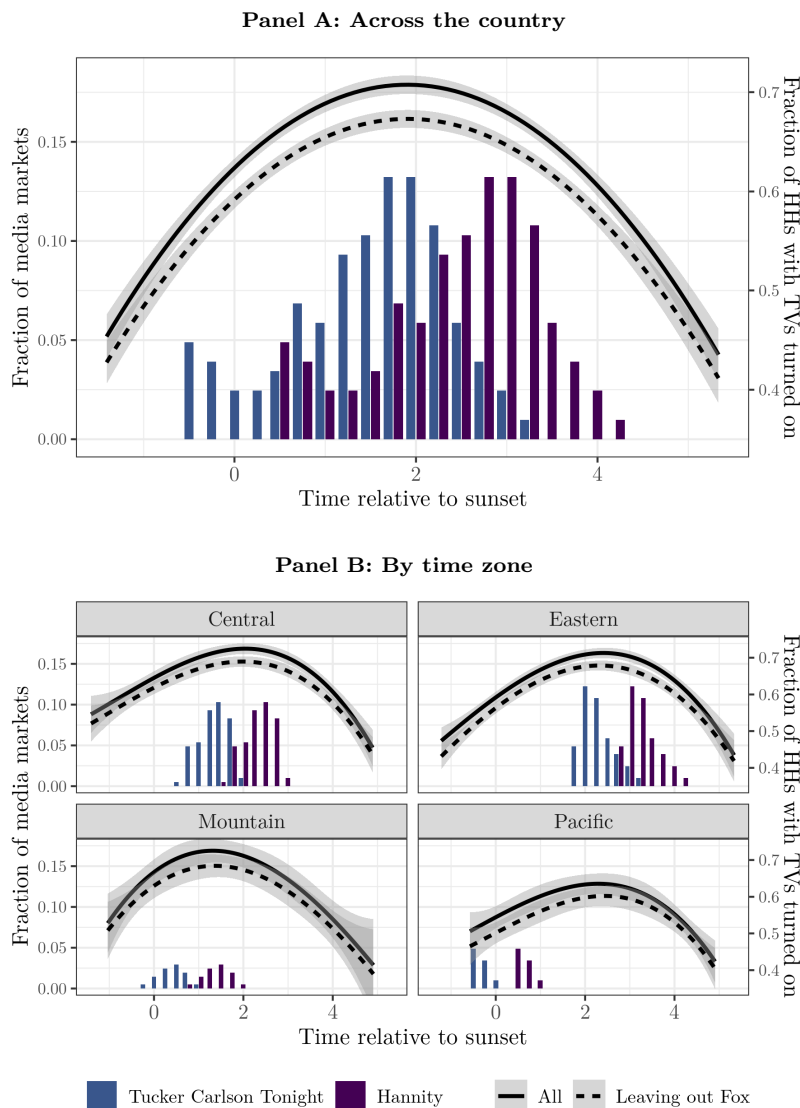 Panel A: Across the country
Fraction of media markets
0.15
0.10
0.05
0.00
0.7
0.6
0.5
0.4
Fraction of HHs with TVs turned on
0 2 4
Time relative to sunset
Panel B: By time zone
Central Eastern
Fraction of media markets
0.15
0.10
0.05
0.00
0.7
0.6
0.5
0.4
Fraction of HHs with TVs turned on
Mountain Pacific
0.15
0.10
0.05
0.00
0.7
0.6
0.5
0.4
0 2 4 0 2 4
Time relative to sunset
Tucker Carlson Tonight Hannity All Leaving out Fox